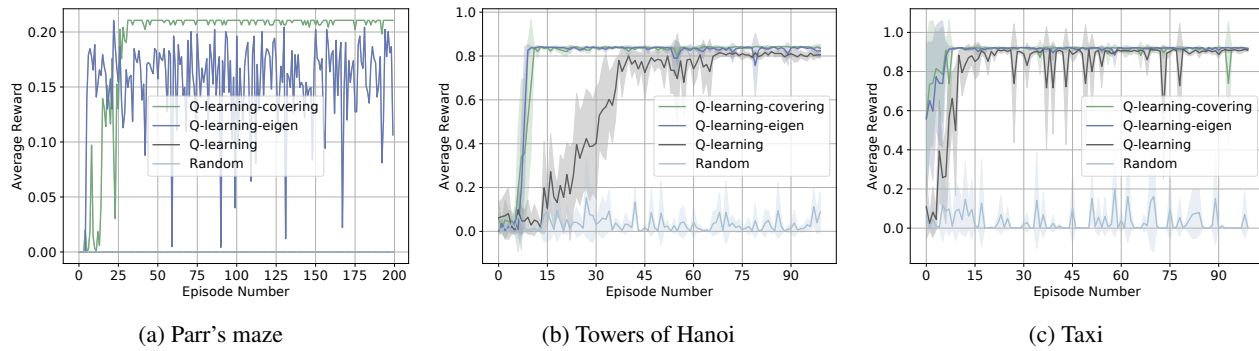 0.20
0.15
0.10
0.05
0.00
Average Reward
Q-learning-covering
Q-learning-eigen
Q-learning
Random
0 25 50 75 100 125 150 175 200
Episode Number
(a) Parr's maze
1.0
0.8
0.6
0.4
0.2
0.0
Average Reward
Q-learning-covering
Q-learning-eigen
Q-learning
Random
0 15 30 45 60 75 90
Episode Number
(b) Towers of Hanoi
1.0
0.8
0.6
0.4
0.2
0.0
Average Reward
Q-learning-covering
Q-learning-eigen
Q-learning
Random
0 15 30 45 60 75 90
Episode Number
(c) Taxi